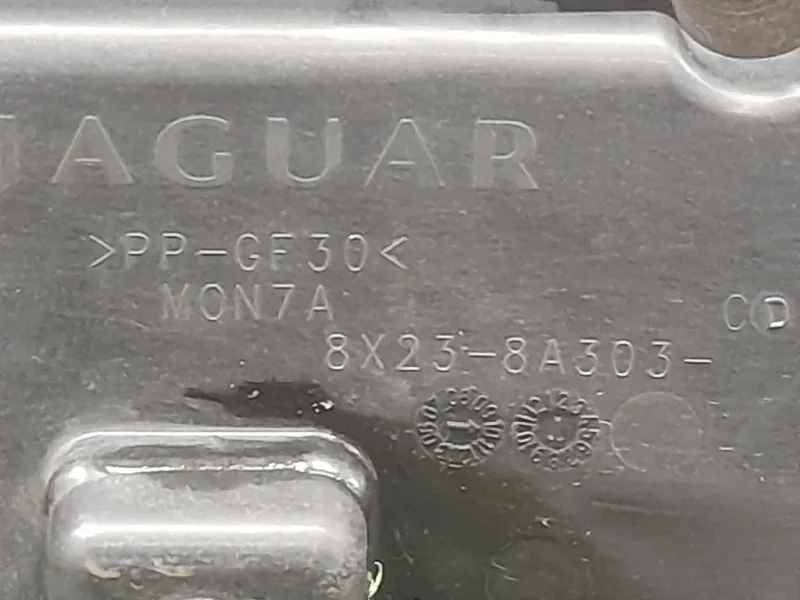 JAGUAR
>PP-GF30<
MON7A
CD
8X23-8A303-